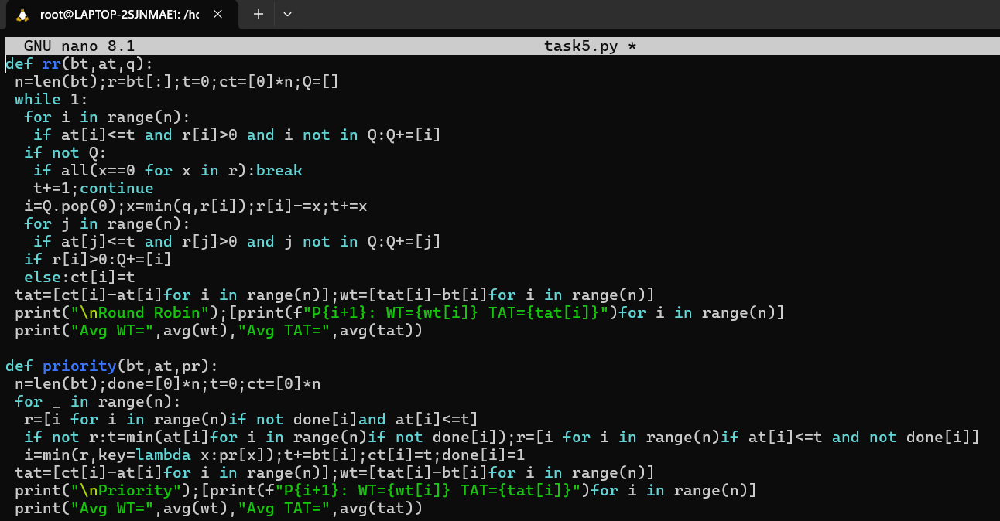 root@LAPTOP-2SJNMAE1: /hc
GNU nano 8.1 task5.py *
def rr(bt,at,q):
 n=len(bt);r=bt[:];t=0;ct=[0]*n;Q=[]
 while 1:
  for i in range(n):
   if at[i]<=t and r[i]>0 and i not in Q:Q+=[i]
  if not Q:
   if all(x==0 for x in r):break
   t+=1;continue
  i=Q.pop(0);x=min(q,r[i]);r[i]-=x;t+=x
  for j in range(n):
   if at[j]<=t and r[j]>0 and j not in Q:Q+=[j]
  if r[i]>0:Q+=[i]
  else:ct[i]=t
 tat=[ct[i]-at[i]for i in range(n)];wt=[tat[i]-bt[i]for i in range(n)]
 print("\nRound Robin");[print(f"P{i+1}: WT={wt[i]} TAT={tat[i]}")for i in range(n)]
 print("Avg WT=",avg(wt),"Avg TAT=",avg(tat))

def priority(bt,at,pr):
 n=len(bt);done=[0]*n;t=0;ct=[0]*n
 for _ in range(n):
  r=[i for i in range(n)if not done[i]and at[i]<=t]
  if not r:t=min(at[i]for i in range(n)if not done[i]);r=[i for i in range(n)if at[i]<=t and not done[i]]
  i=min(r,key=lambda x:pr[x]);t+=bt[i];ct[i]=t;done[i]=1
 tat=[ct[i]-at[i]for i in range(n)];wt=[tat[i]-bt[i]for i in range(n)]
 print("\nPriority");[print(f"P{i+1}: WT={wt[i]} TAT={tat[i]}")for i in range(n)]
 print("Avg WT=",avg(wt),"Avg TAT=",avg(tat))